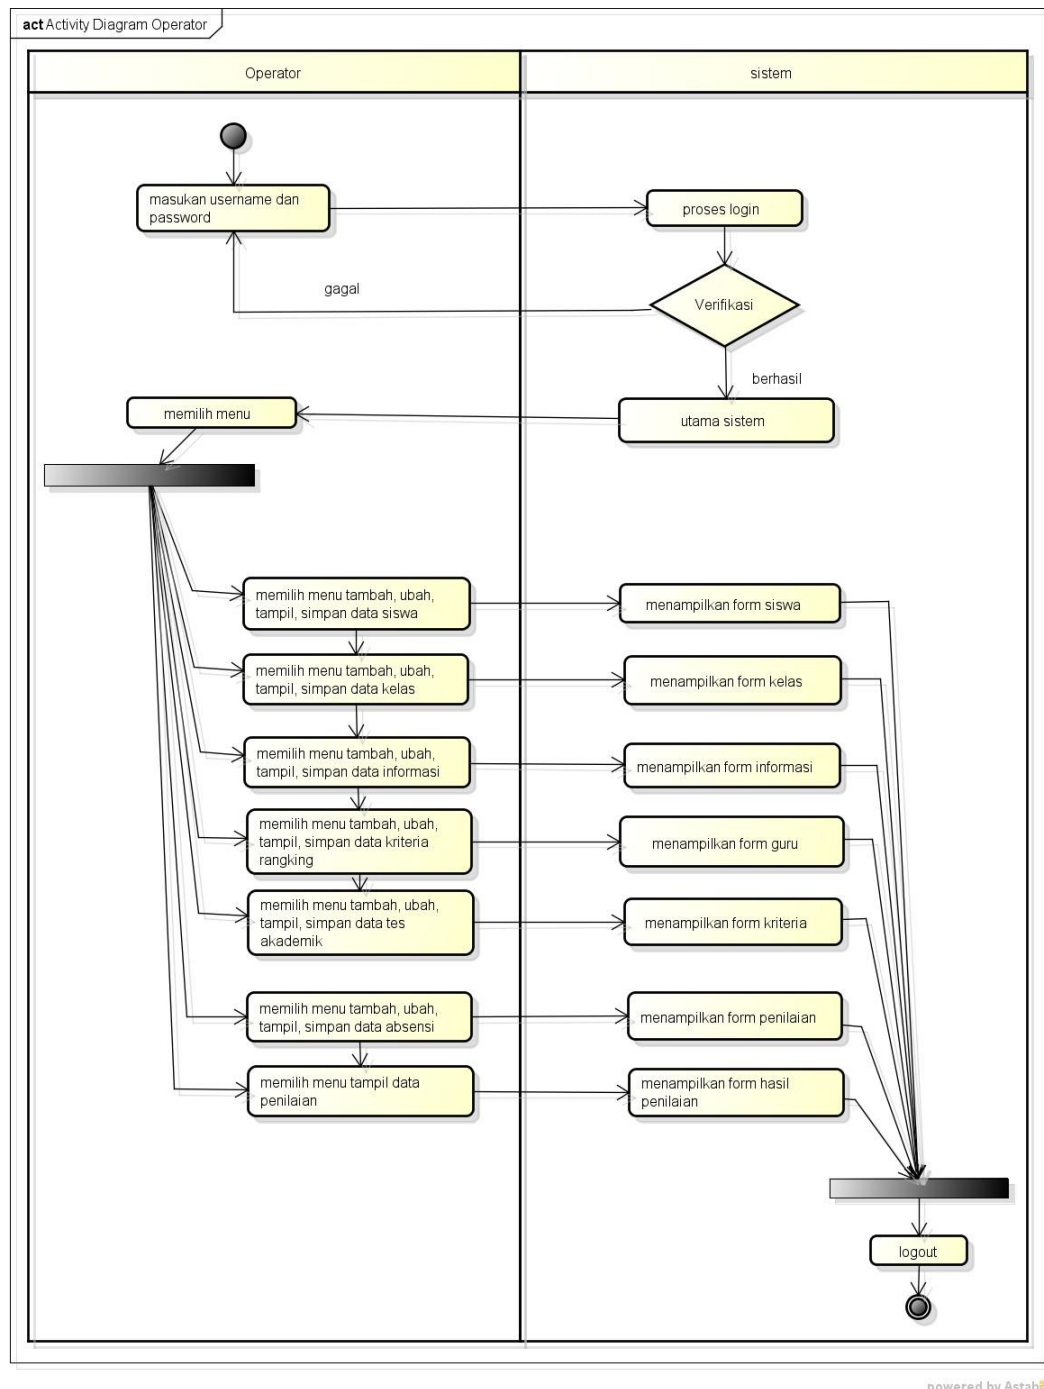 act Activity Diagram Operator
Operator
sistem
masukan username dan
password
proses login
Verifikasi
gagal
berhasil
memilih menu
utama sistem
memilih menu tambah, ubah,
tampil, simpan data siswa
menampilkan form siswa
memilih menu tambah, ubah,
tampil, simpan data kelas
menampilkan form kelas
memilih menu tambah, ubah,
tampil, simpan data informasi
menampilkan form informasi
memilih menu tambah, ubah,
tampil, simpan data kriteria
rangking
menampilkan form guru
memilih menu tambah, ubah,
tampil, simpan data tes
akademik
menampilkan form kriteria
memilih menu tambah, ubah,
tampil, simpan data absensi
menampilkan form penilaian
memilih menu tampil data
penilaian
menampilkan form hasil
penilaian
logout
powered by Astah